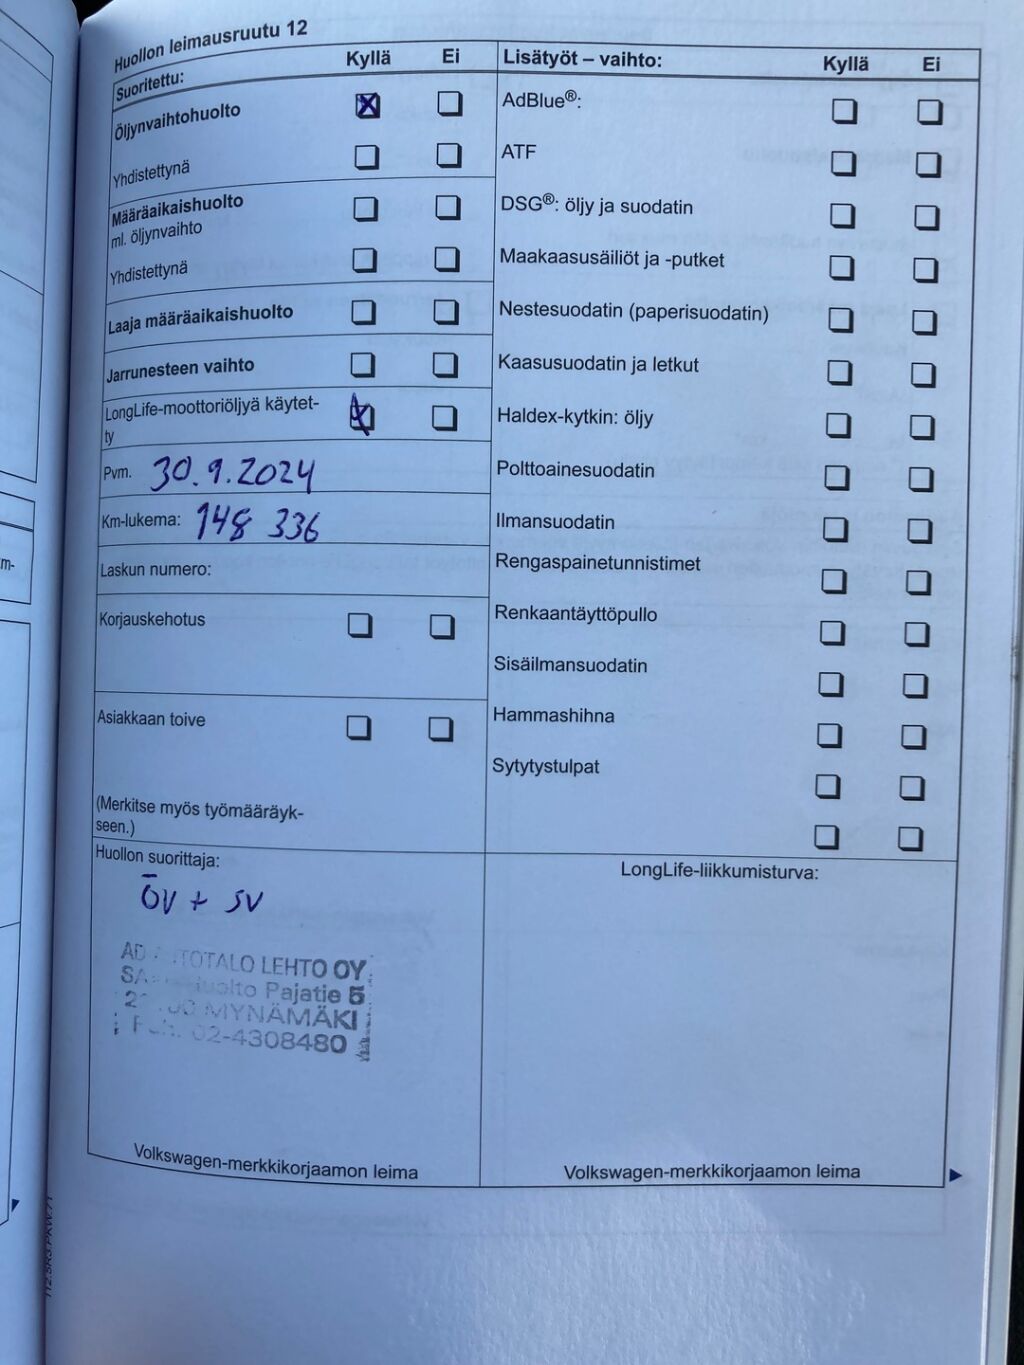 Huollon leimausruutu 12
Suoritettu: Kyllä Ei
Öljynvaihtohuolto
Yhdistettynä
Määräaikaishuolto
ml. öljynvaihto
Yhdistettynä
Laaja määräaikaishuolto
Jarrunesteen vaihto
LongLife-moottoriöljyä käytet-
ty
Pvm. 30.9.2024
Km-lukema: 148 336
Laskun numero:
Korjauskehotus
Asiakkaan toive
(Merkitse myös työmääräyk-
seen.)
Huollon suorittaja:
ÖV + SV
LEHTO OY
Pajatie 5
MYNÄMÄKI
02-4308480
Volkswagen-merkkikorjaamon leima
Lisätyöt – vaihto: Kyllä Ei
AdBlue®:
ATF
DSG®: öljy ja suodatin
Maakaasusäiliöt ja -putket
Nestesuodatin (paperisuodatin)
Kaasusuodatin ja letkut
Haldex-kytkin: öljy
Polttoainesuodatin
Ilmansuodatin
Rengaspainetunnistimet
Renkaantäyttöpullo
Sisäilmansuodatin
Hammashihna
Sytytystulpat
LongLife-liikkumisturva:
Volkswagen-merkkikorjaamon leima